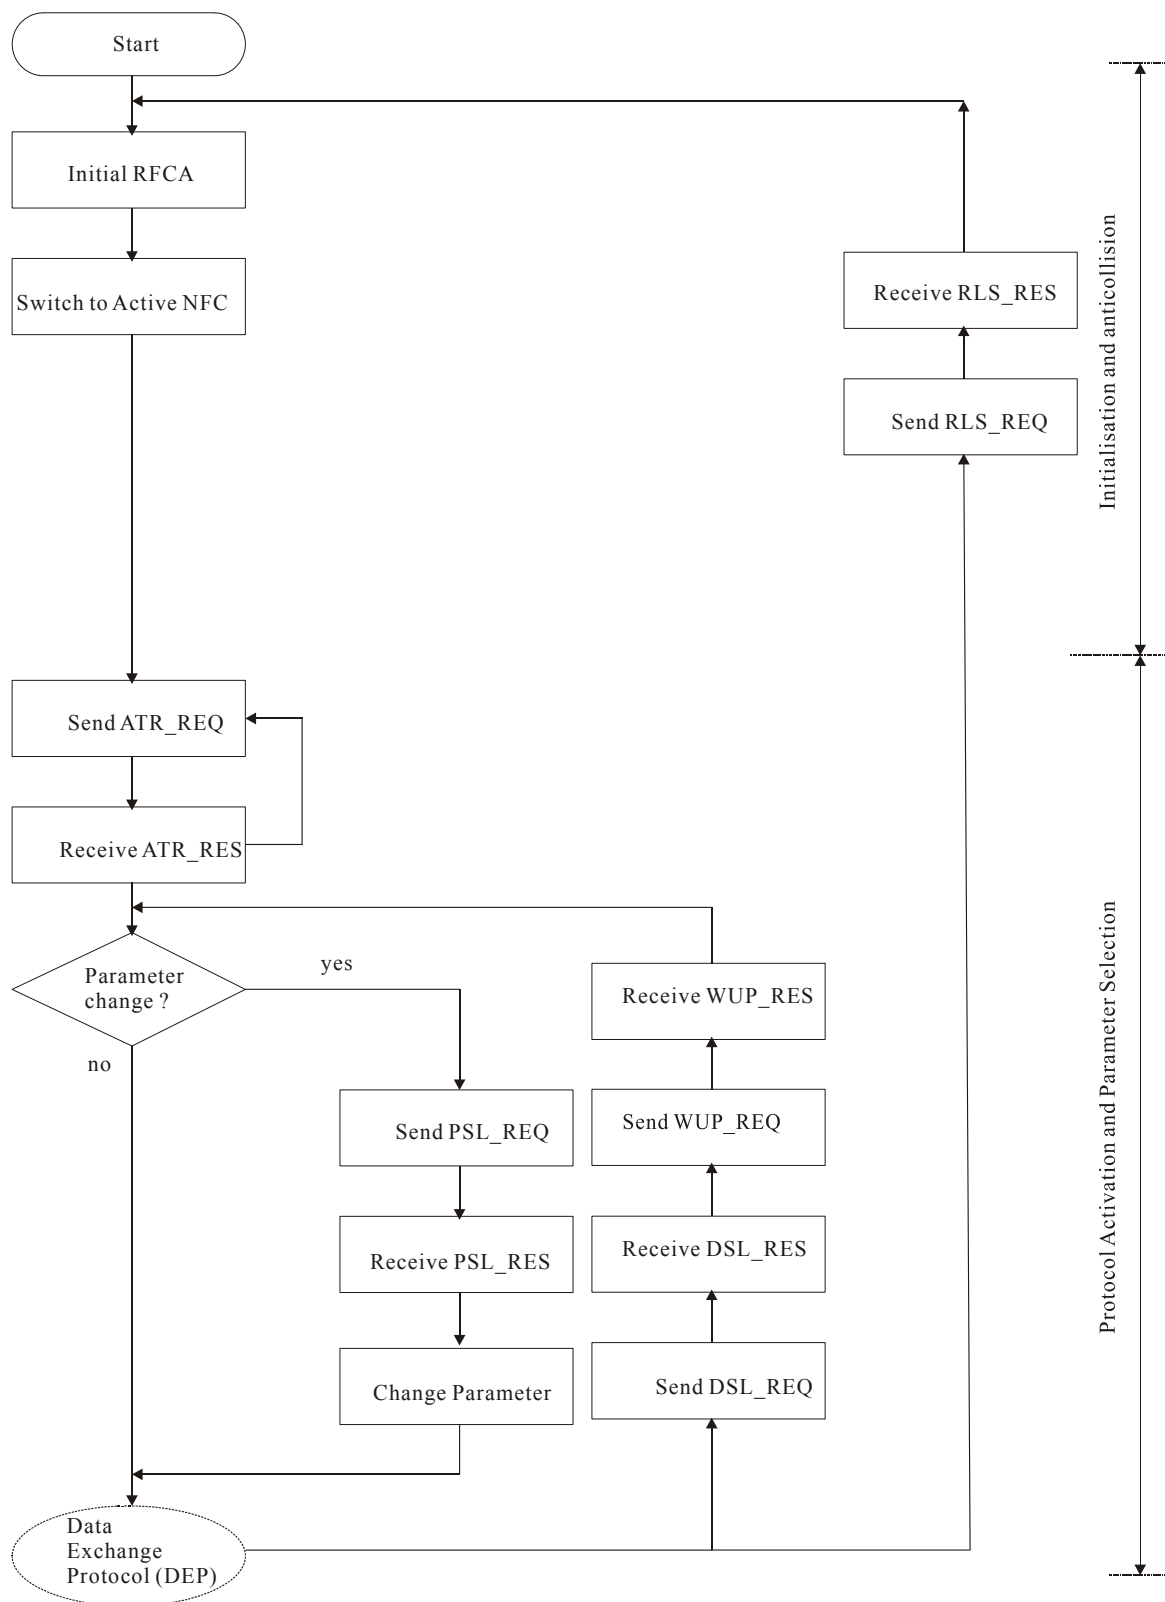 Start
Initial RFCA
Switch to Active NFC
Receive RLS_RES
Send RLS_REQ
Initialisation and anticollision
Send ATR_REQ
Receive ATR_RES
Parameter
change ?
yes
no
Send PSL_REQ
Receive PSL_RES
Change Parameter
Receive WUP_RES
Send WUP_REQ
Receive DSL_RES
Send DSL_REQ
Protocol Activation and Parameter Selection
Data
Exchange
Protocol (DEP)